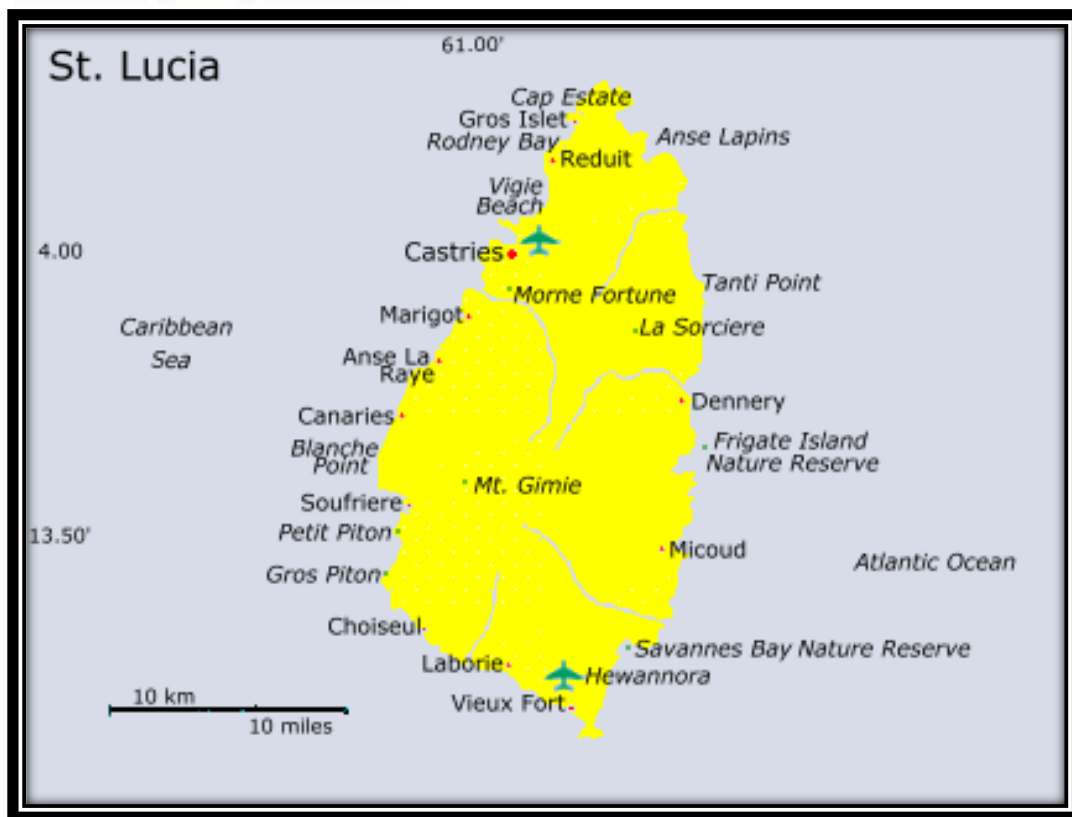 61.00'
St. Lucia
Cap Estate
Gros Islet
Rodney Bay
Anse Lapins
Reduit
Vigie
Beach
4.00
Castries
Tanti Point
Morne Fortune
Marigot
Caribbean
Sea
La Sorciere
Anse La
Raye
Canaries
Dennery
Blanche
Point
Frigate Island
Nature Reserve
Mt. Gimie
Soufriere
Petit Piton
13.50'
Micoud
Atlantic Ocean
Gros Piton
Choiseul
Savannes Bay Nature Reserve
Laborie
Hewannora
Vieux Fort
10 km
10 miles